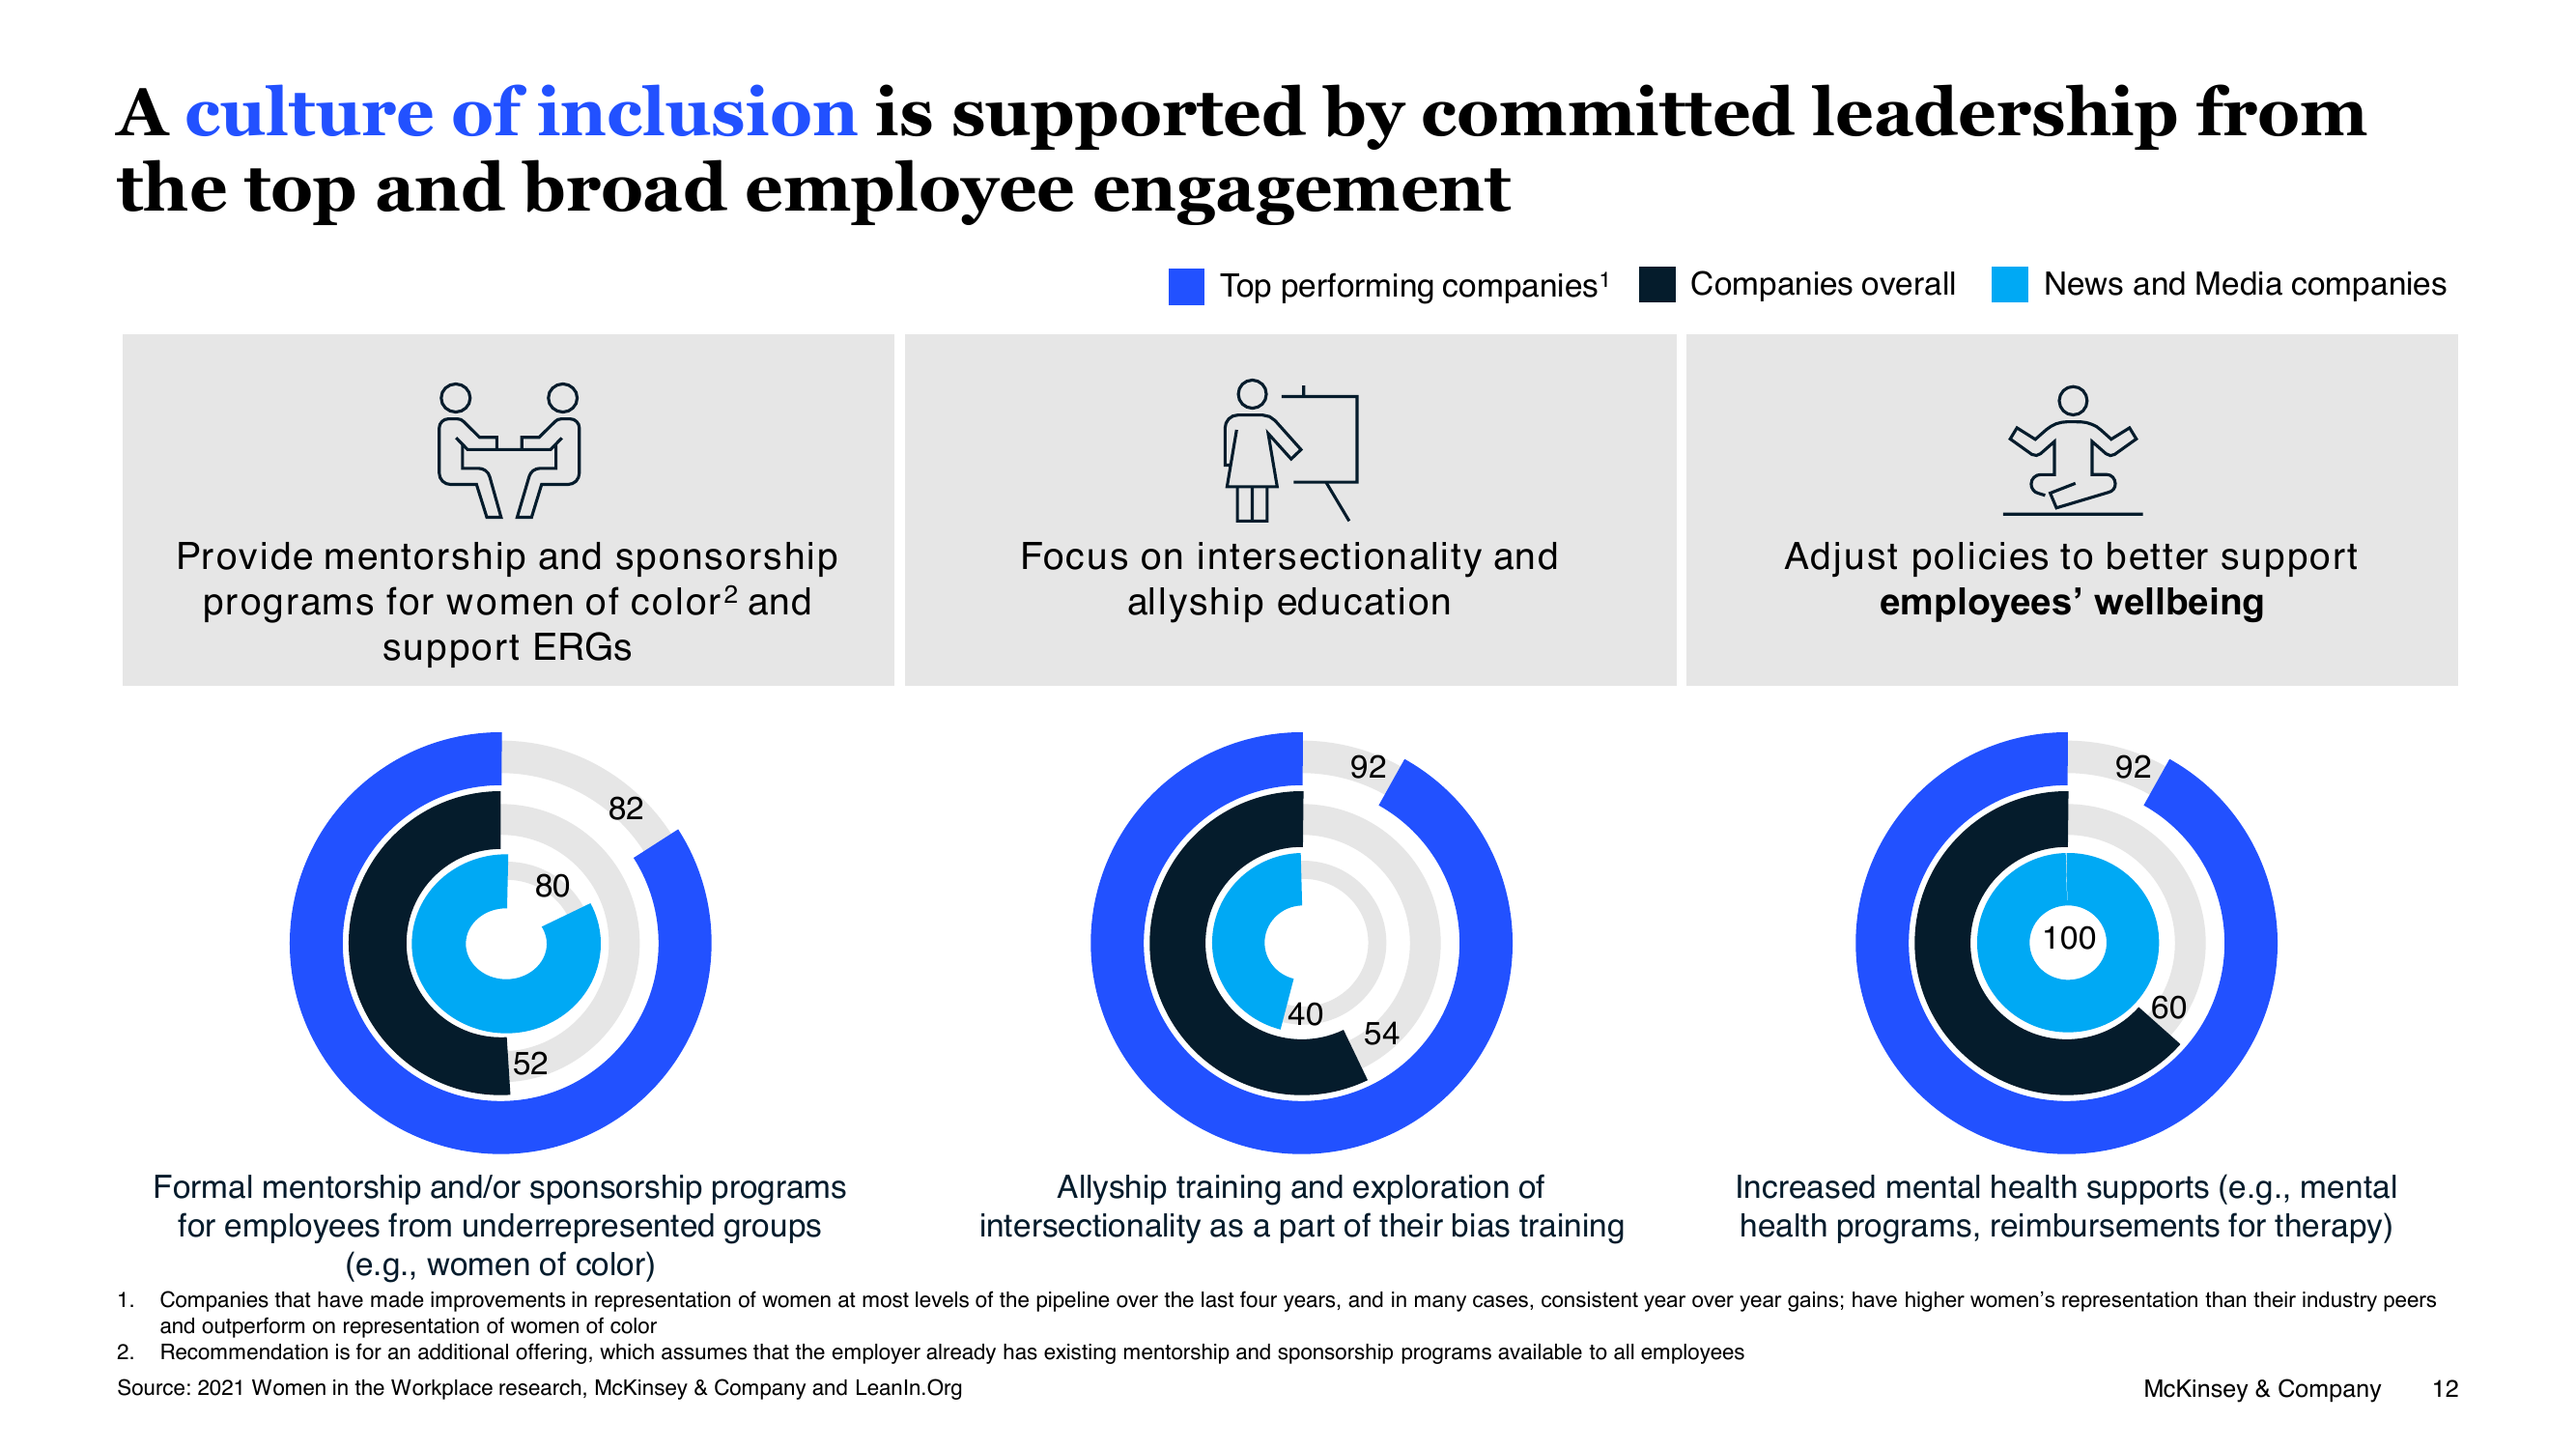 A culture of inclusion is supported by committed leadership from
the top and broad employee engagement
Top performing companies¹
Companies overall
News and Media companies
Provide mentorship and sponsorship
programs for women of color² and
support ERGs
Focus on intersectionality and
allyship education
Adjust policies to better support
employees’ wellbeing
82
80
52
92
40
54
92
100
60
Formal mentorship and/or sponsorship programs
for employees from underrepresented groups
(e.g., women of color)
Allyship training and exploration of
intersectionality as a part of their bias training
Increased mental health supports (e.g., mental
health programs, reimbursements for therapy)
1. Companies that have made improvements in representation of women at most levels of the pipeline over the last four years, and in many cases, consistent year over year gains; have higher women’s representation than their industry peers
and outperform on representation of women of color
2. Recommendation is for an additional offering, which assumes that the employer already has existing mentorship and sponsorship programs available to all employees
Source: 2021 Women in the Workplace research, McKinsey & Company and LeanIn.Org
McKinsey & Company 12